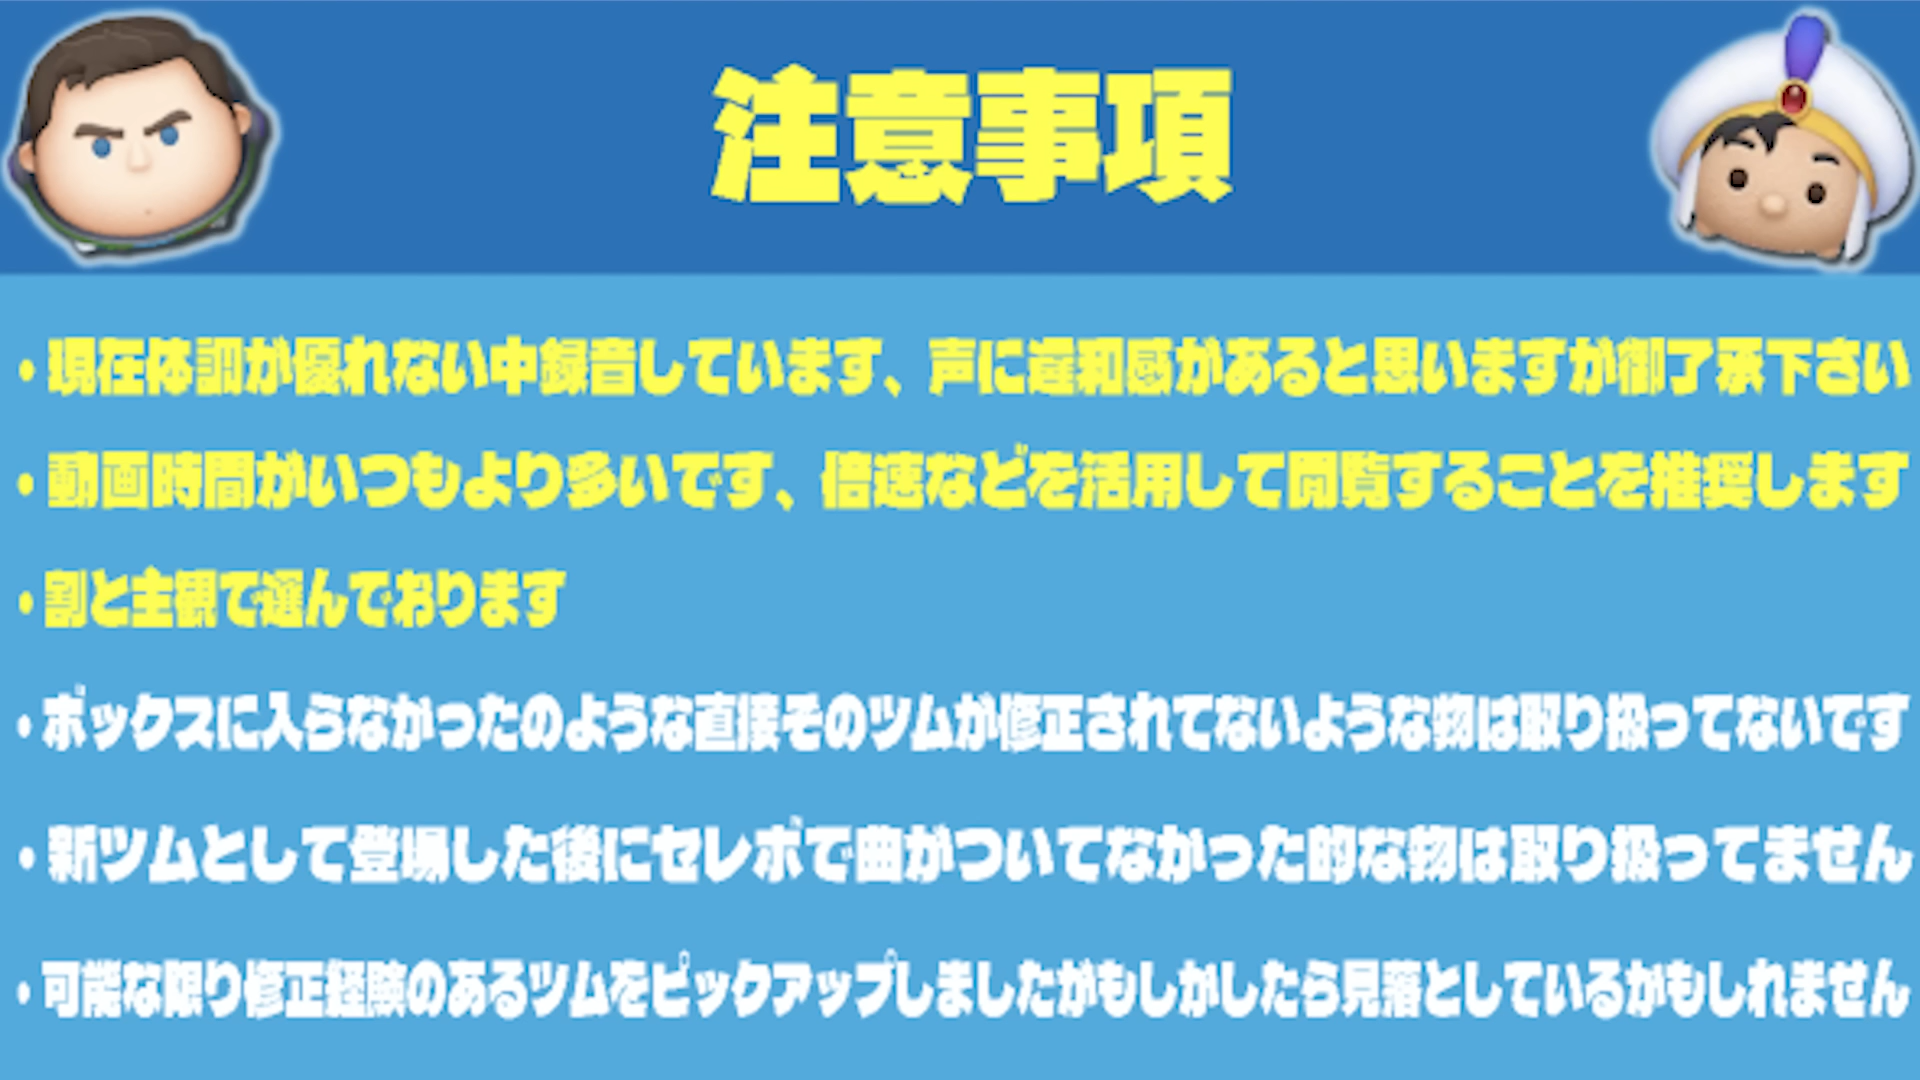 注意事項
・現在体調が優れない中録音しています、声に違和感があると思いますが御了承下さい
・動画時間がいつもより多いです、倍速などを活用して閲覧することを推奨します
・割と主観で選んでおります
・ボックスに入らなかったのような直接そのツムが修正されてないような物は取り扱ってないです
・新ツムとして登場した後にセレボで曲がついてなかった的な物は取り扱ってません
・可能な限り修正経験のあるツムをピックアップしましたがもしかしたら見落としているかもしれません